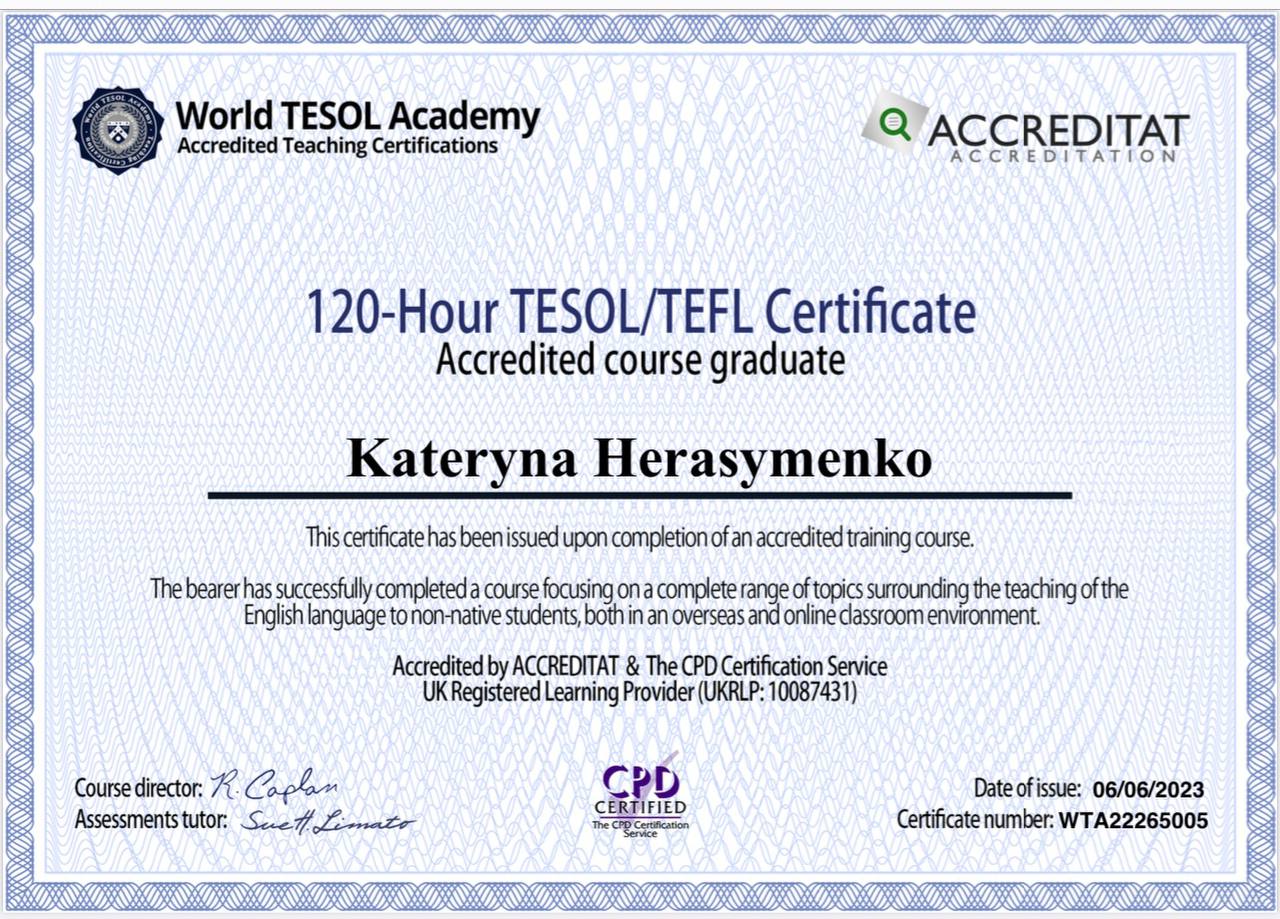 World TESOL Academy
Accredited Teaching Certifications
ACCREDITAT
ACCREDITATION
120-Hour TESOL/TEFL Certificate
Accredited course graduate
Kateryna Herasymenko
This certificate has been issued upon completion of an accredited training course.
The bearer has successfully completed a course focusing on a complete range of topics surrounding the teaching of the
English language to non-native students, both in an overseas and online classroom environment.
Accredited by ACCREDITAT & The CPD Certification Service
UK Registered Learning Provider (UKRLP: 10087431)
Course director: R. Caplan
Assessments tutor: Sue H. Limato
CPD
CERTIFIED
The CPD Certification
Service
Date of issue: 06/06/2023
Certificate number: WTA22265005